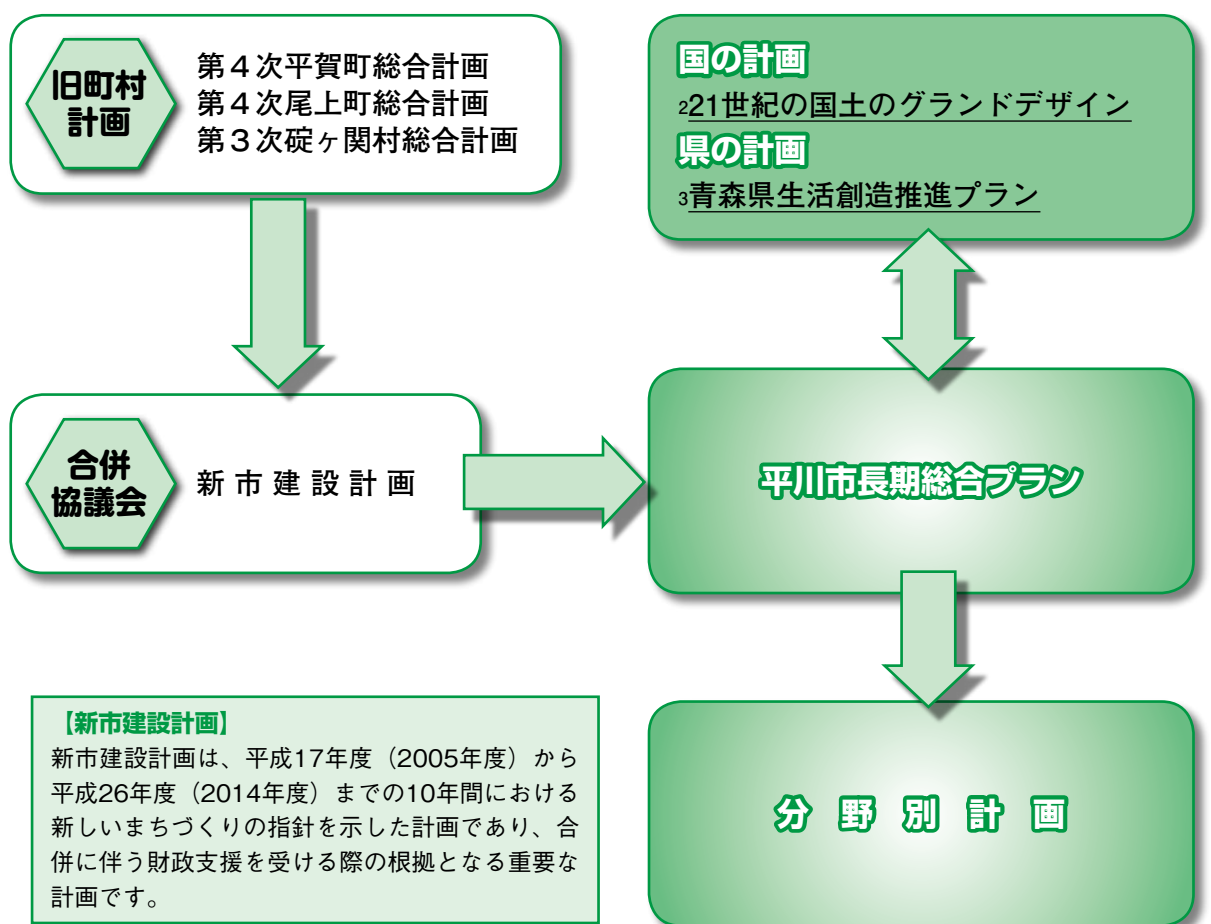 旧町村
計画
第４次平賀町総合計画
第４次尾上町総合計画
第３次碇ヶ関村総合計画
国の計画
221世紀の国土のグランドデザイン
県の計画
3青森県生活創造推進プラン
合併
協議会
新市建設計画
平川市長期総合プラン
【新市建設計画】
新市建設計画は、平成17年度（2005年度）から
平成26年度（2014年度）までの10年間における
新しいまちづくりの指針を示した計画であり、合
併に伴う財政支援を受ける際の根拠となる重要な
計画です。
分野別計画